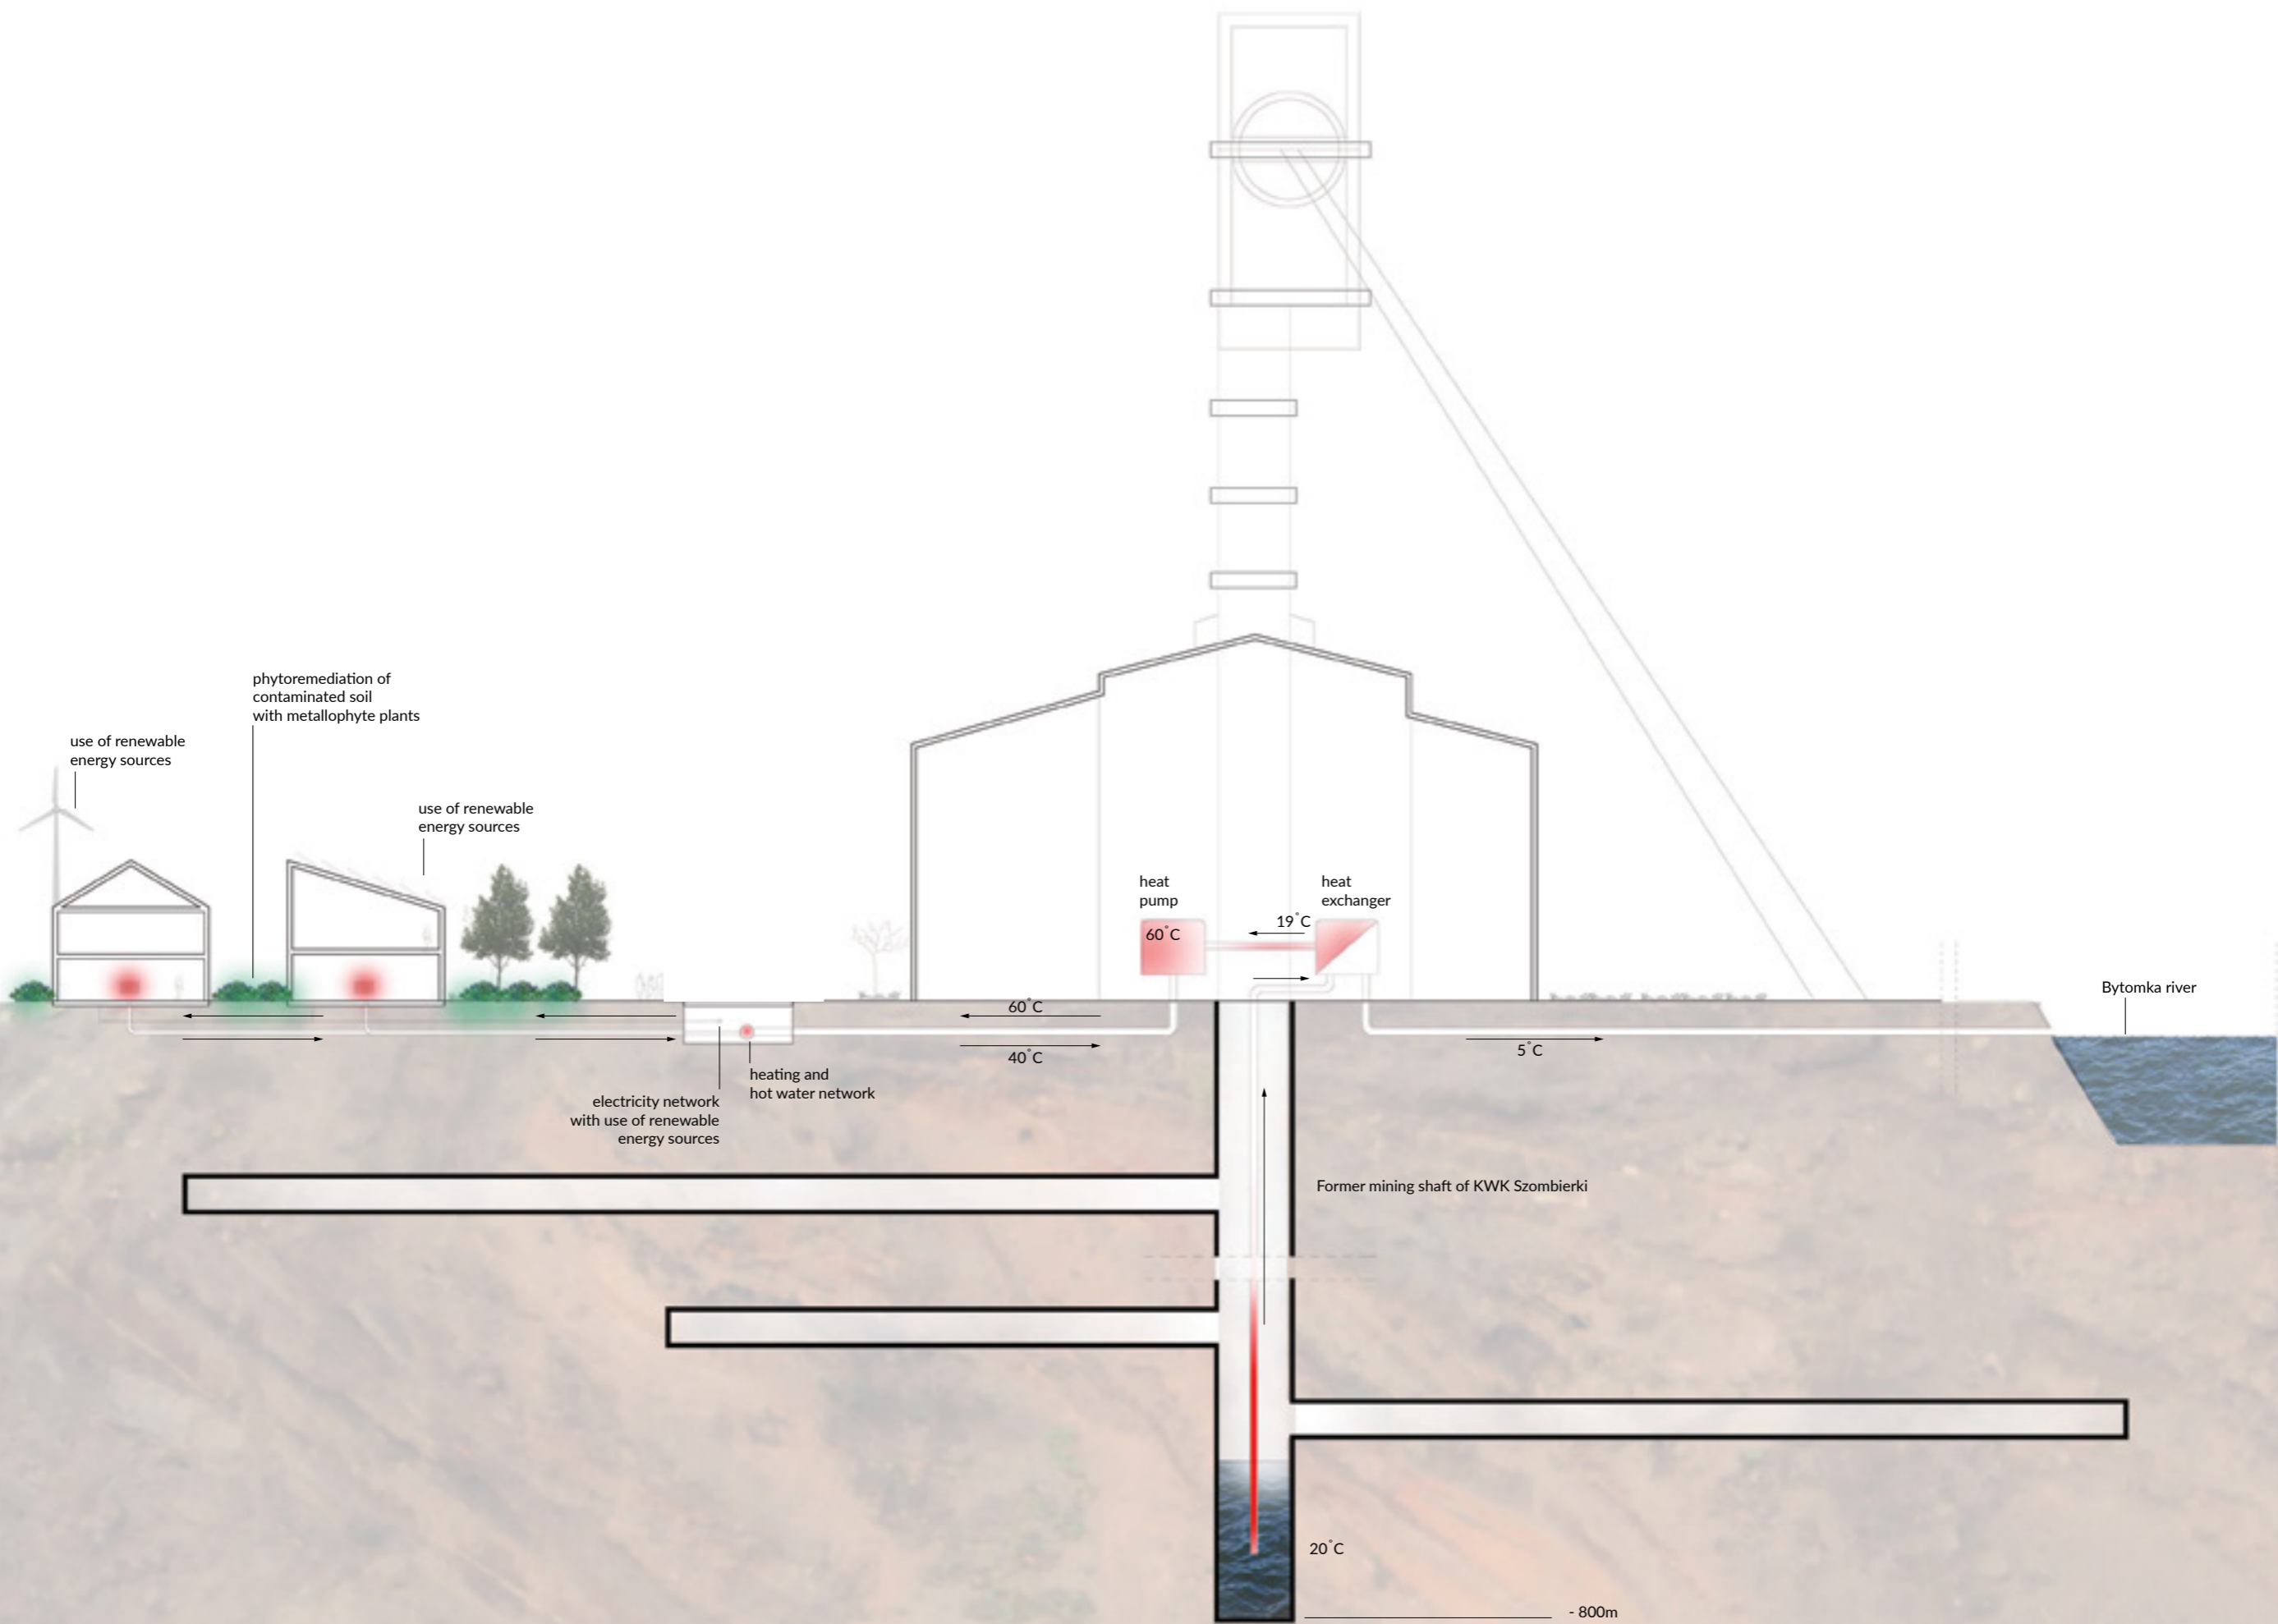 phytoremediation of
contaminated soil
with metallophyte plants
use of renewable
energy sources
use of renewable
energy sources
heat
pump
heat
exchanger
19°C
60°C
Bytomka river
60°C
40°C
5°C
heating and
hot water network
electricity network
with use of renewable
energy sources
Former mining shaft of KWK Szombierki
20°C
- 800m